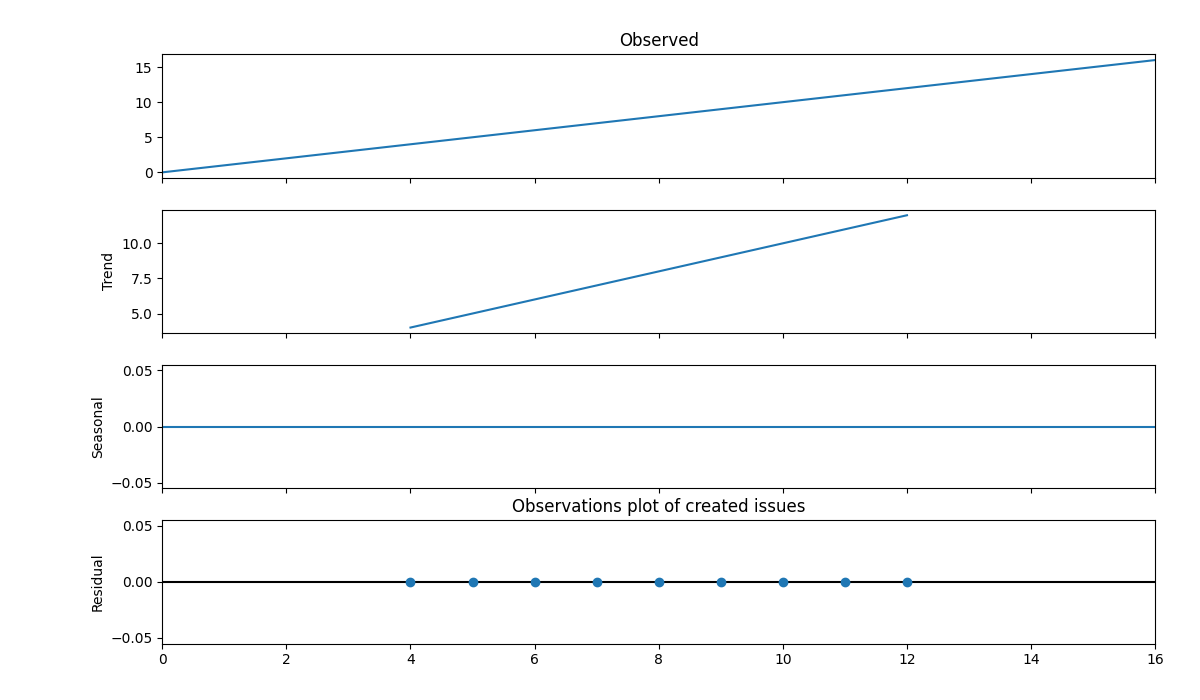 Observed
15
10
5
0
Trend
10.0
7.5
5.0
Seasonal
0.05
0.00
−0.05
Observations plot of created issues
Residual
0.05
0.00
−0.05
0 2 4 6 8 10 12 14 16